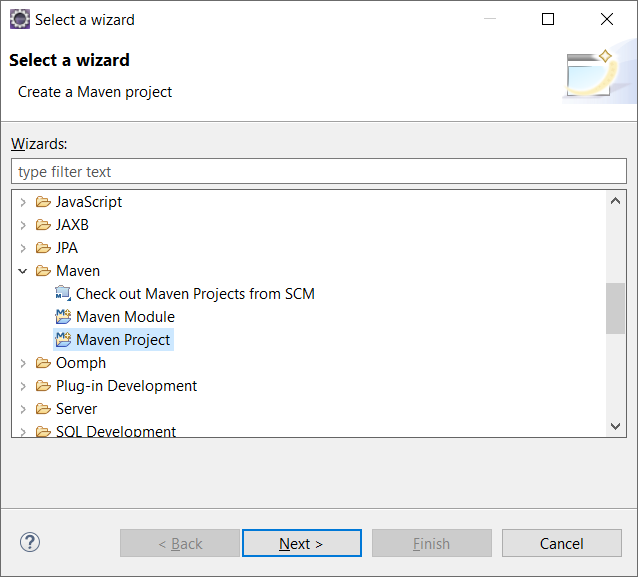 Select a wizard
Select a wizard
Create a Maven project
Wizards:
type filter text
JavaScript
JAXB
JPA
Maven
Check out Maven Projects from SCM
Maven Module
Maven Project
Oomph
Plug-in Development
Server
SQL Development
< Back
Next >
Finish
Cancel